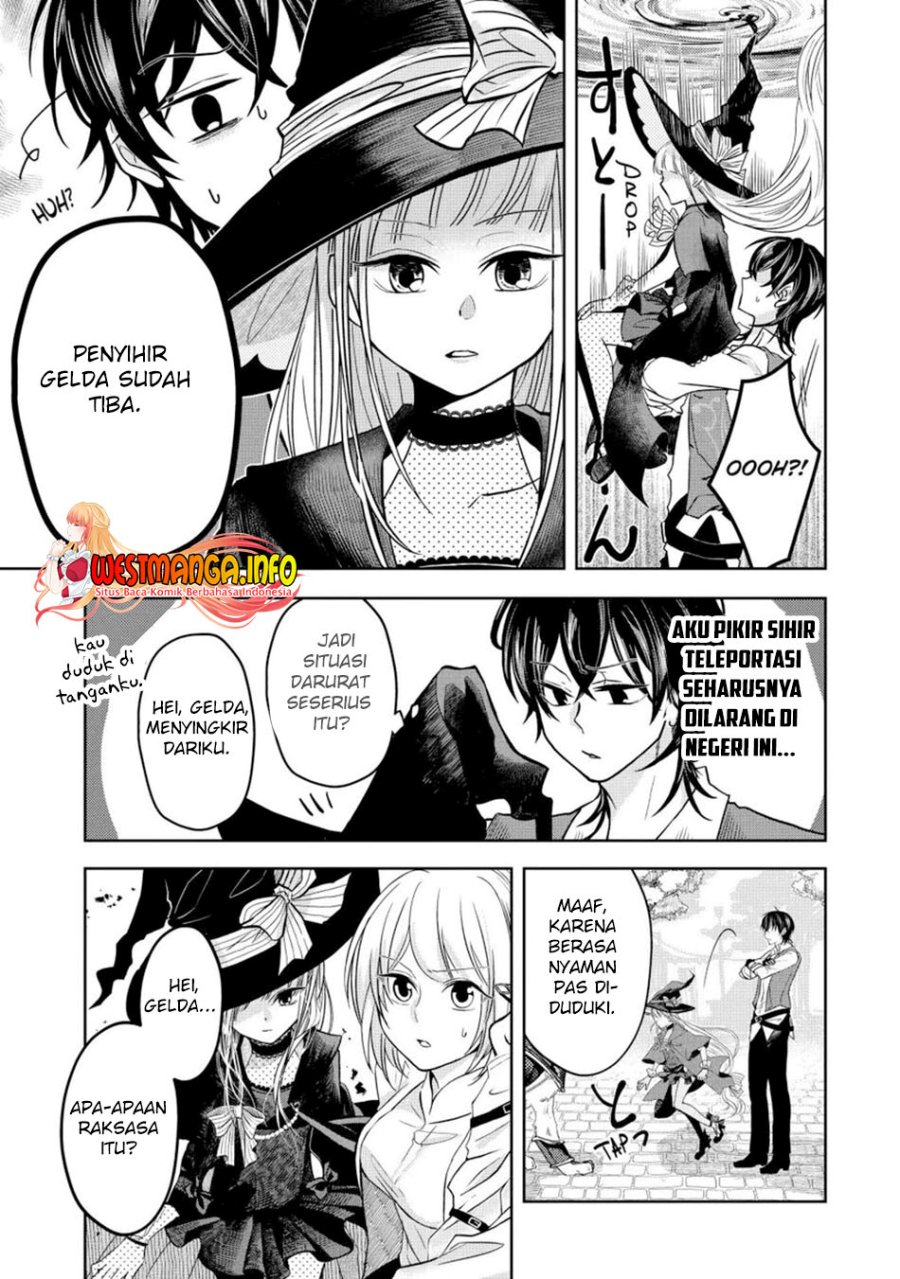 すとーん
DROP
OOOH?!
HUH?
PENYIHIR
GELDA SUDAH
TIBA.
WESTMANGA.INFO
Situs Baca Komik Berbahasa Indonesia
AKU PIKIR SIHIR
TELEPORTASI
SEHARUSNYA
DILARANG DI
NEGERI INI...
JADI
SITUASI
DARURAT
SESERIUS
ITU?
HEI, GELDA,
MENYINGKIR
DARIKU.
kau
duduk di
tanganku.
MAAF,
KARENA
BERASA
NYAMAN
PAS DI-
DUDUKI.
とっ
TAP
HEI,
GELDA...
APA-APAAN
RAKSASA
ITU?